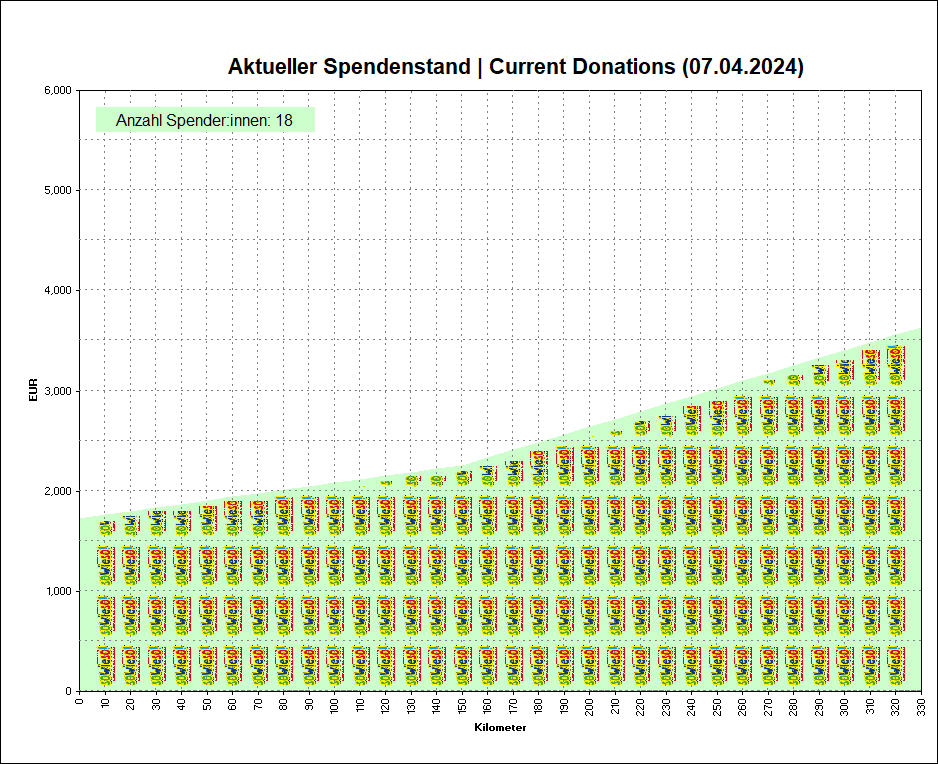 Aktueller Spendenstand | Current Donations (07.04.2024)
Anzahl Spender:innen: 18
6,000
5,000
4,000
3,000
2,000
1,000
0
EUR
0 10 20 30 40 50 60 70 80 90 100 110 120 130 140 150 160 170 180 190 200 210 220 230 240 250 260 270 280 290 300 310 320 330
Kilometer
sowieso